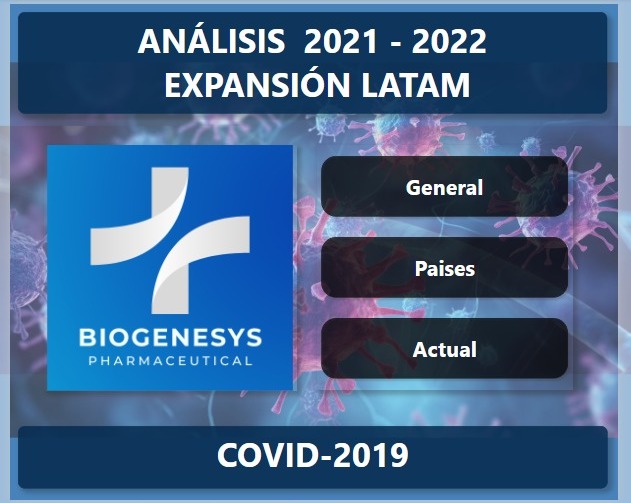 ANÁLISIS 2021 - 2022
EXPANSIÓN LATAM
BIOGENESYS
PHARMACEUTICAL
General
Paises
Actual
COVID-2019